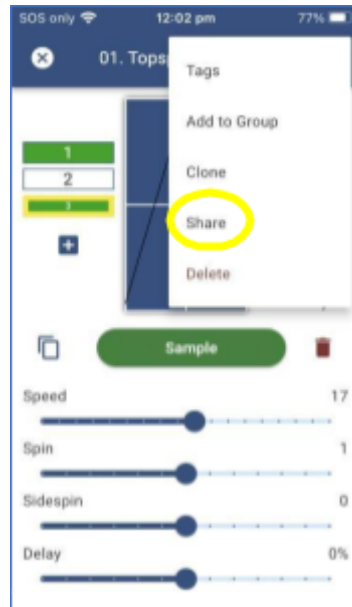 SOS only 12:02 pm 77%
01. Tops
Tags
Add to Group
Clone
Share
Delete
1
2
3
Sample
Speed 17
Spin 1
Sidespin 0
Delay 0%